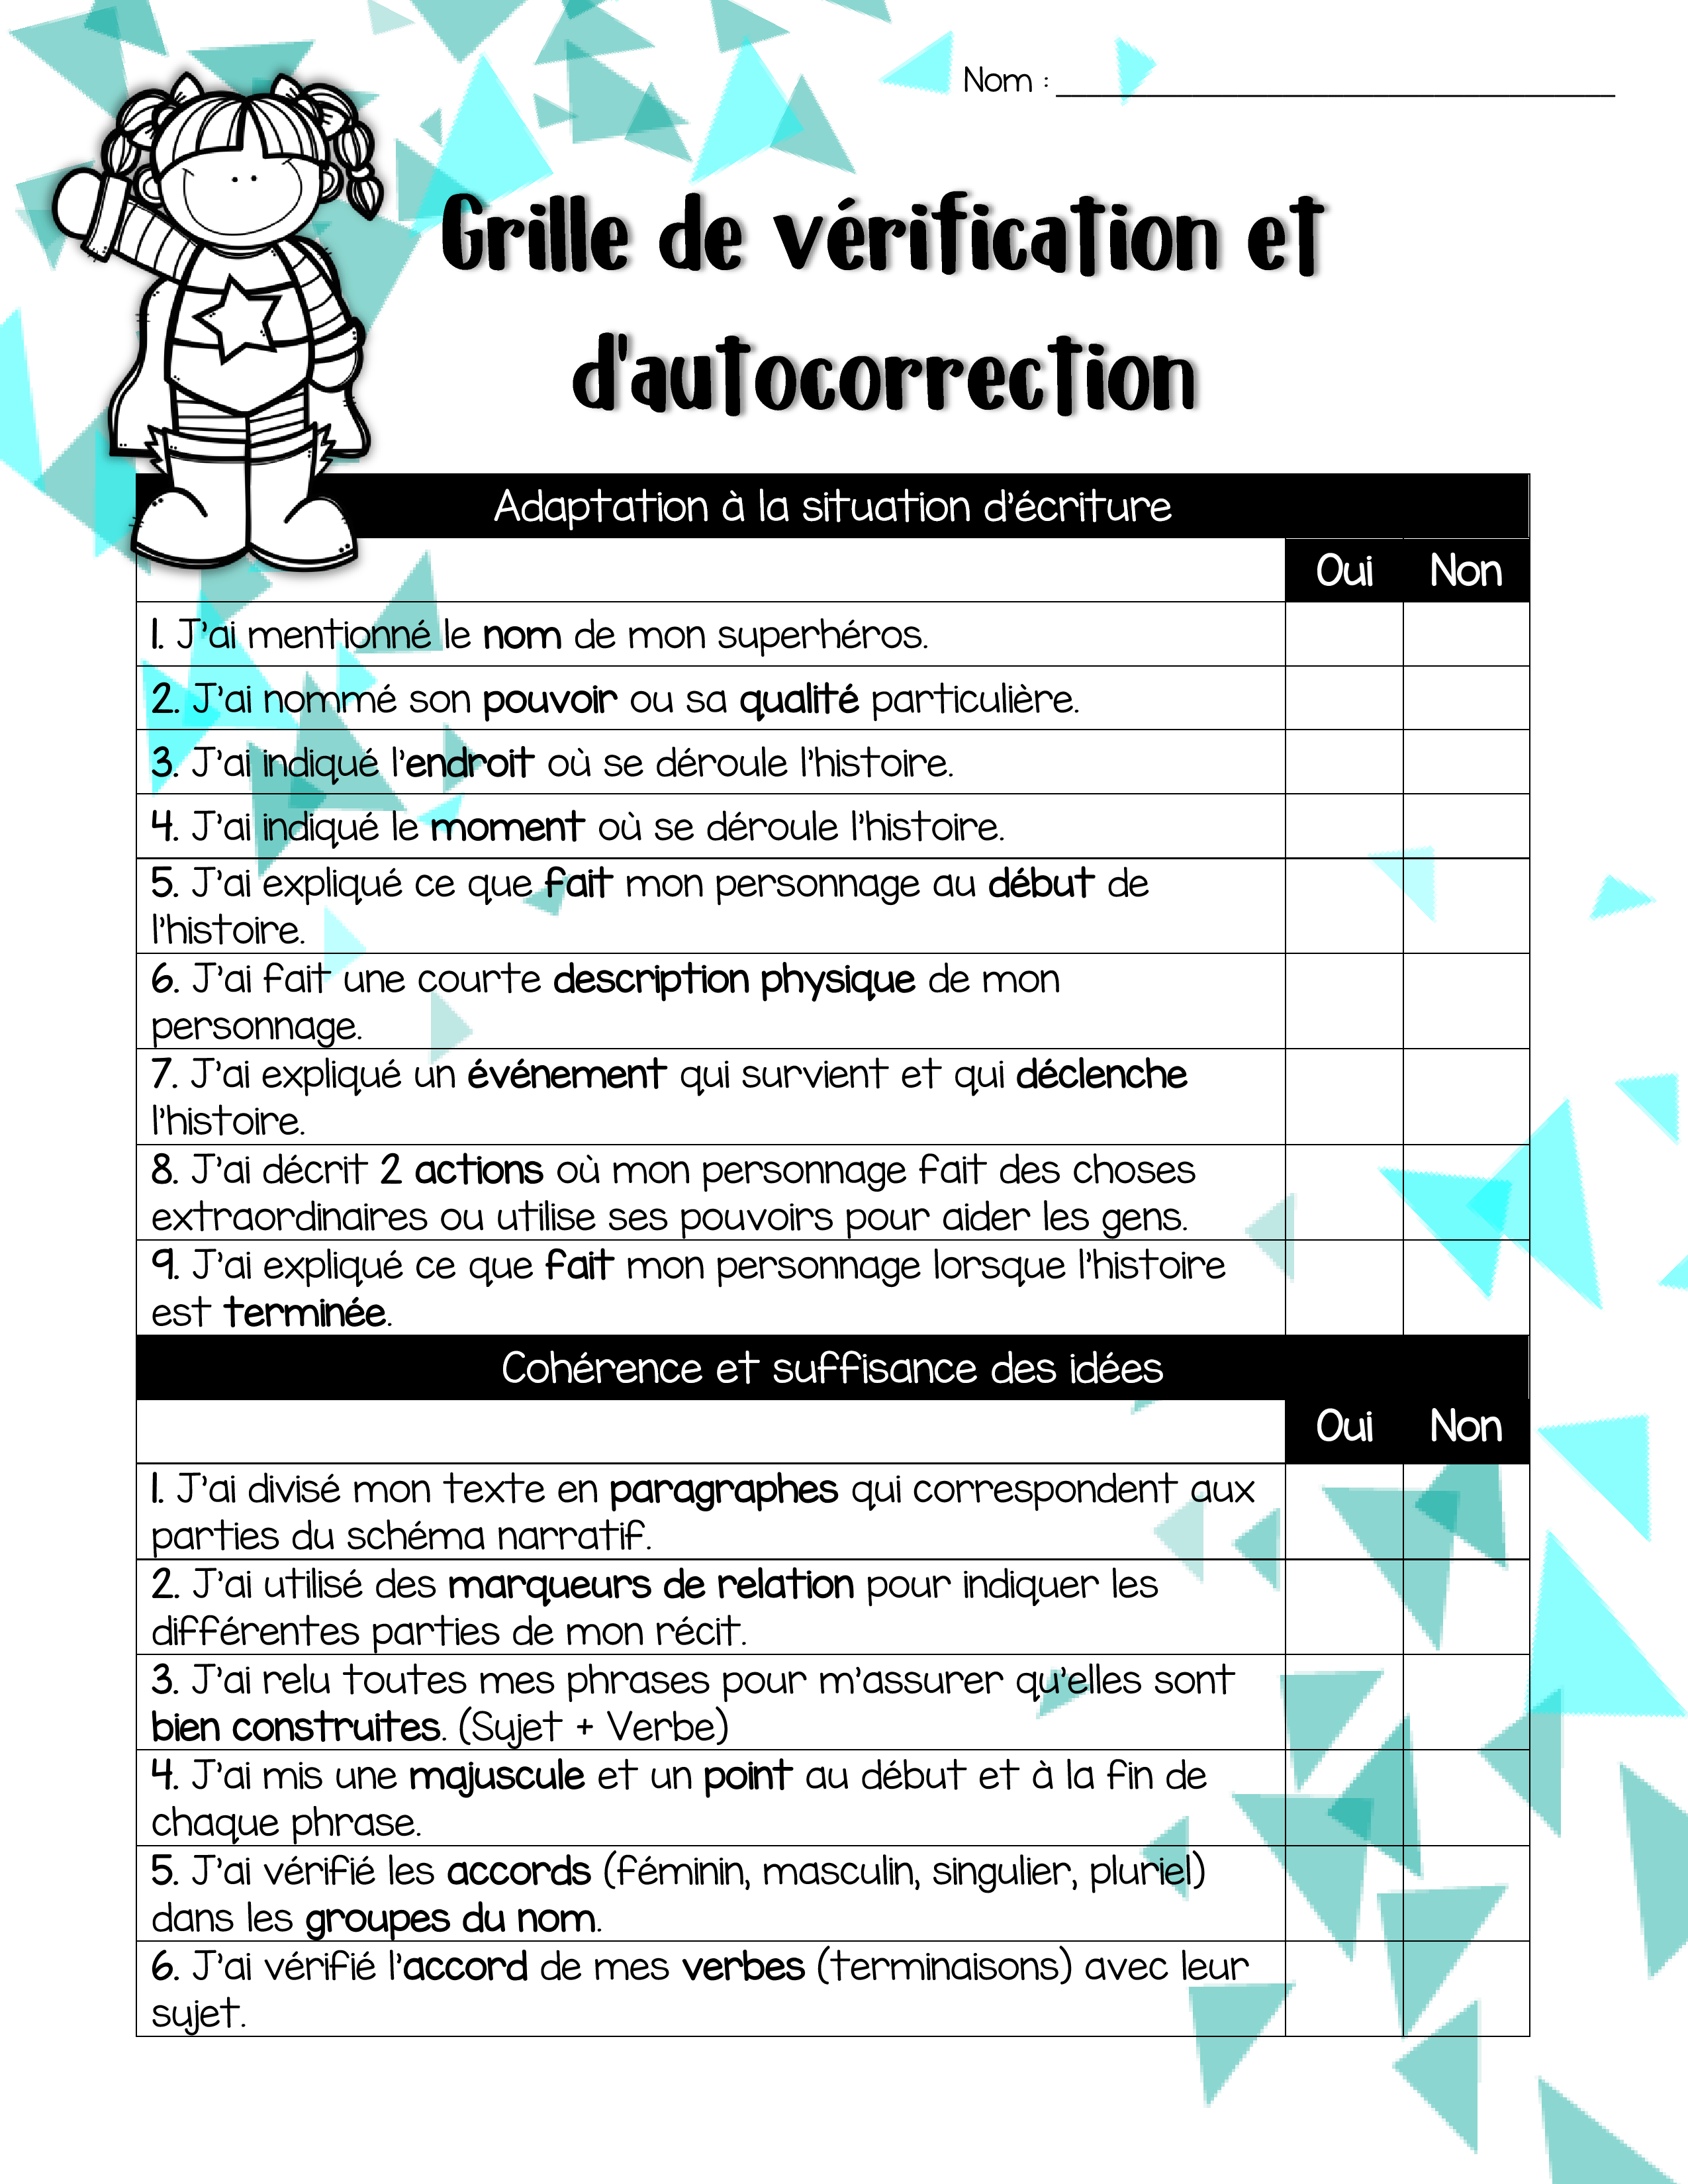 Nom :
Grille de vérification et
d'autocorrection
Adaptation à la situation d'écriture
Oui Non
1. J'ai mentionné le nom de mon superhéros.
2. J'ai nommé son pouvoir ou sa qualité particulière.
3. J'ai indiqué l'endroit où se déroule l'histoire.
4. J'ai indiqué le moment où se déroule l'histoire.
5. J'ai expliqué ce que fait mon personnage au début de
l'histoire.
6. J'ai fait une courte description physique de mon
personnage.
7. J'ai expliqué un événement qui survient et qui déclenche
l'histoire.
8. J'ai décrit 2 actions où mon personnage fait des choses
extraordinaires ou utilise ses pouvoirs pour aider les gens.
9. J'ai expliqué ce que fait mon personnage lorsque l'histoire
est terminée.
Cohérence et suffisance des idées
Oui Non
1. J'ai divisé mon texte en paragraphes qui correspondent aux
parties du schéma narratif.
2. J'ai utilisé des marqueurs de relation pour indiquer les
différentes parties de mon récit.
3. J'ai relu toutes mes phrases pour m'assurer qu'elles sont
bien construites. (Sujet + Verbe)
4. J'ai mis une majuscule et un point au début et à la fin de
chaque phrase.
5. J'ai vérifié les accords (féminin, masculin, singulier, pluriel)
dans les groupes du nom.
6. J'ai vérifié l'accord de mes verbes (terminaisons) avec leur
sujet.